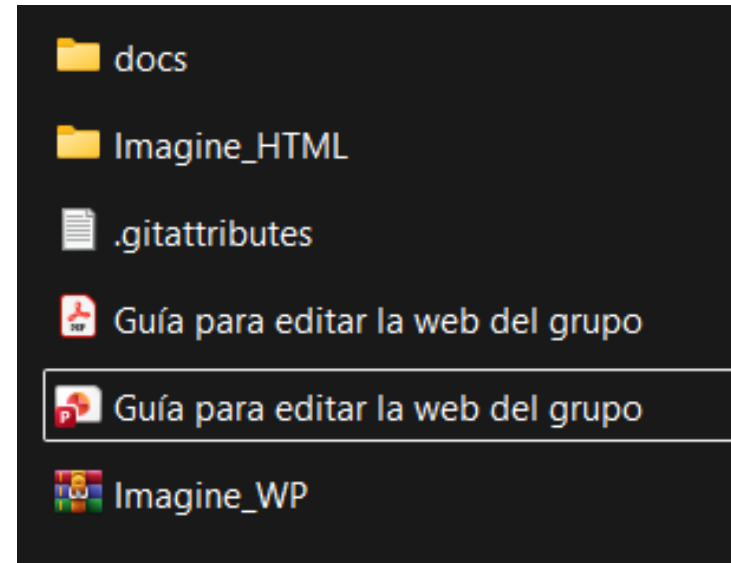 docs
Imagine_HTML
.gitattributes
Guía para editar la web del grupo
Guía para editar la web del grupo
Imagine_WP